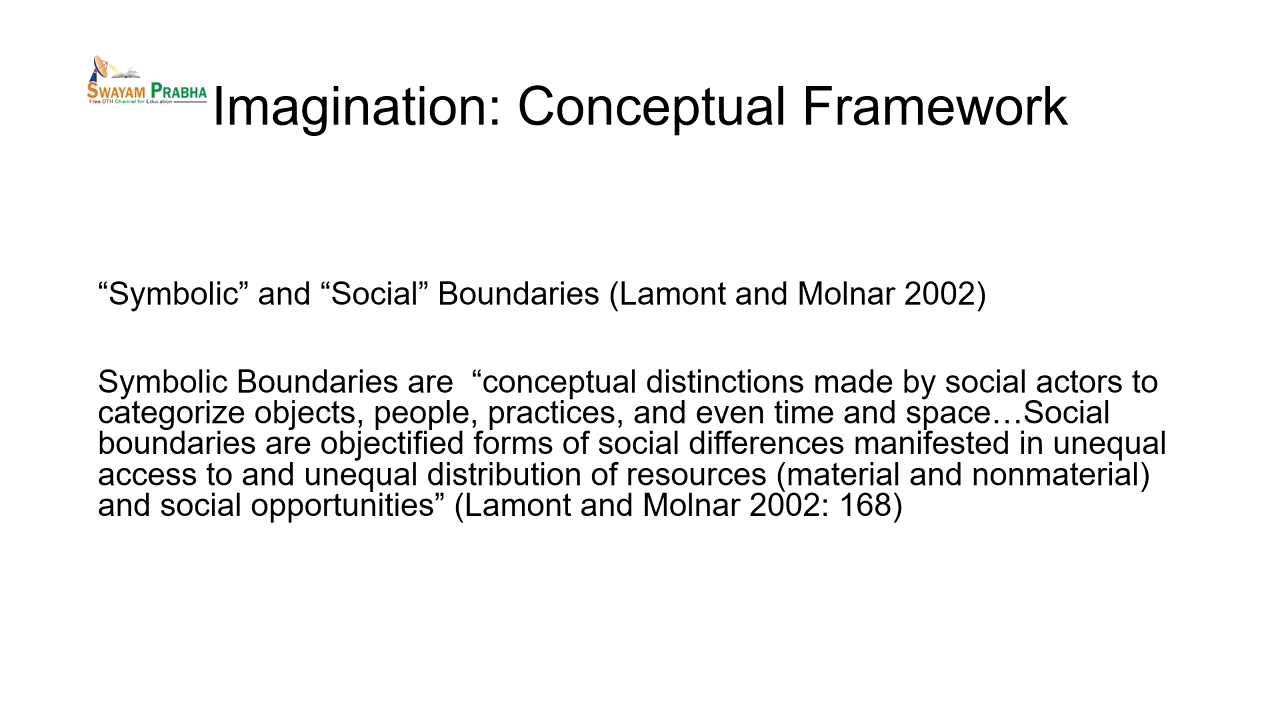 SWAYAM PRABHA
Free DTH Channel for Education
Imagination: Conceptual Framework
“Symbolic” and “Social” Boundaries (Lamont and Molnar 2002)
Symbolic Boundaries are  “conceptual distinctions made by social actors to
categorize objects, people, practices, and even time and space…Social
boundaries are objectified forms of social differences manifested in unequal
access to and unequal distribution of resources (material and nonmaterial)
and social opportunities” (Lamont and Molnar 2002: 168)